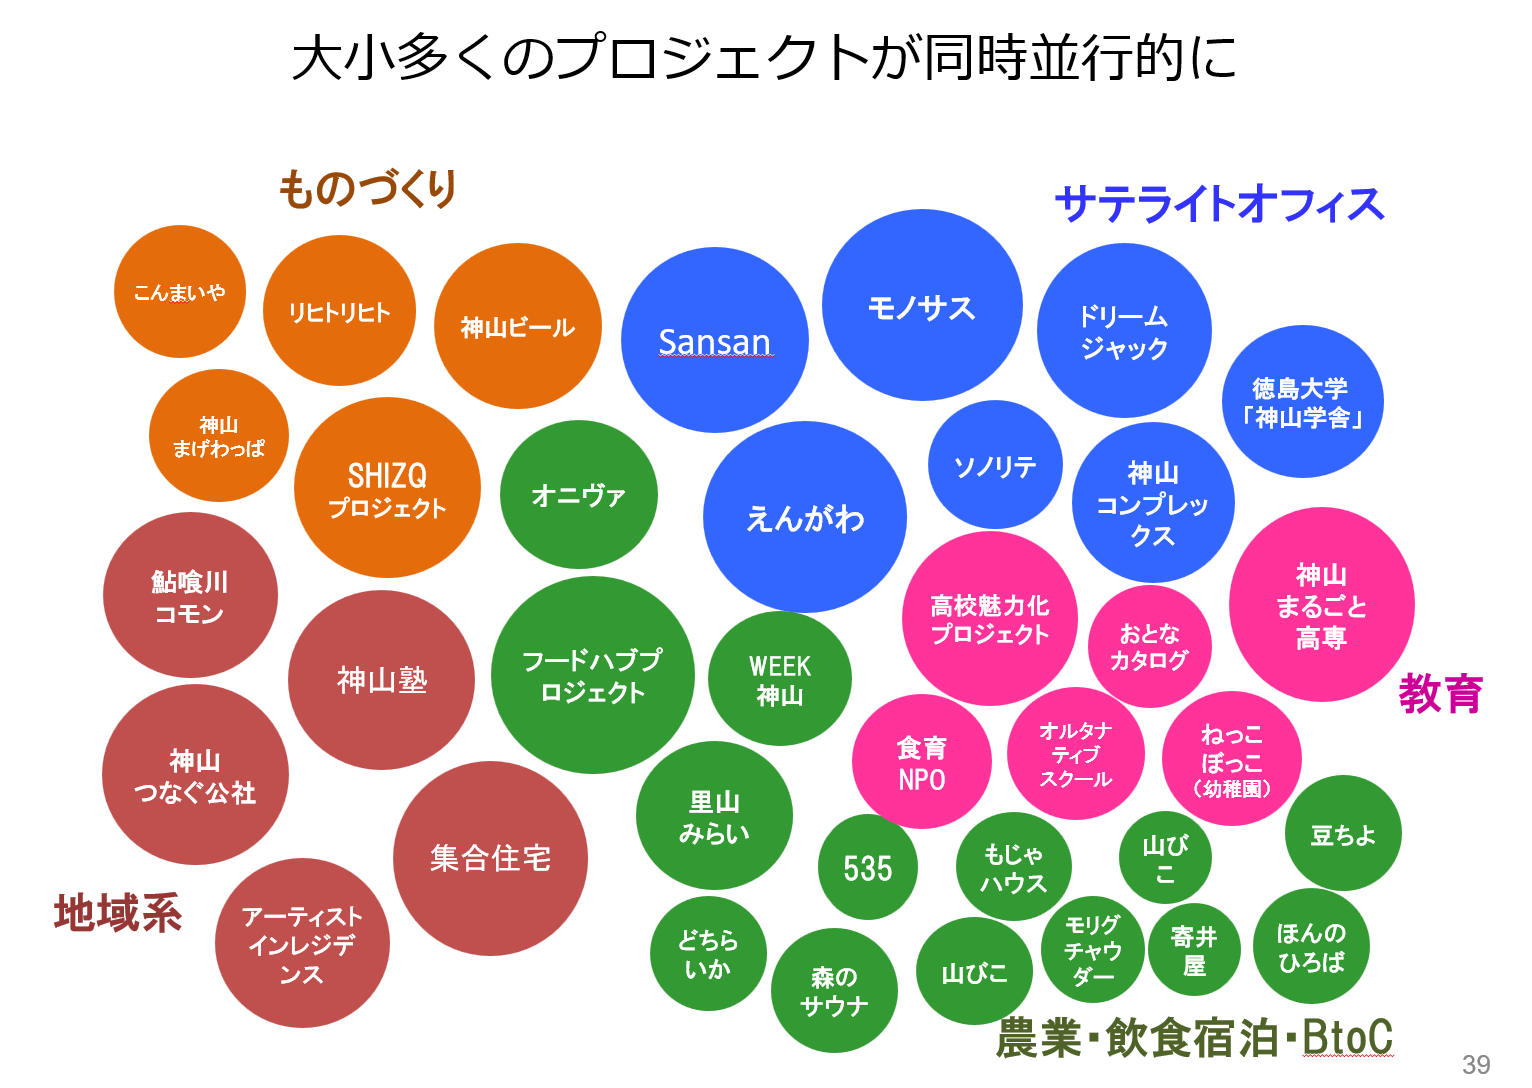 大小多くのプロジェクトが同時並行的に
ものづくり
サテライトオフィス
こんまいや
リヒトリヒト
神山ビール
Sansan
モノサス
ドリーム
ジャック
徳島大学
「神山学舎」
神山
まげわっぱ
SHIZQ
プロジェクト
オニヴァ
えんがわ
ソノリテ
神山
コンプレッ
クス
鮎喰川
コモン
神山塾
フードハブプ
ロジェクト
WEEK
神山
高校魅力化
プロジェクト
おとな
カタログ
神山
まるごと
高専
教育
神山
つなぐ公社
集合住宅
里山
みらい
食育
NPO
オルタナ
ティブ
スクール
ねっこ
ぼっこ
（幼稚園）
535
もじゃ
ハウス
山び
こ
豆ちよ
地域系
アーティスト
インレジデ
ンス
どちら
いか
森の
サウナ
山びこ
モリグ
チャウ
ダー
寄井
屋
ほんの
ひろば
農業・飲食宿泊・BtoC
39